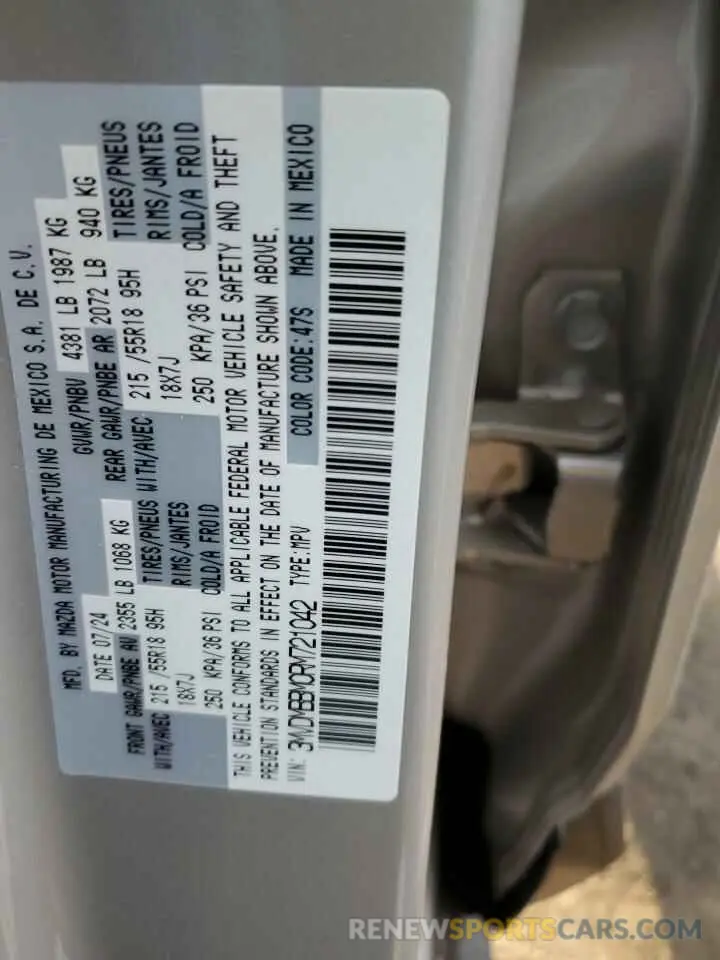 MFD. BY MAZDA MOTOR MANUFACTURING DE MEXICO S.A. DE C.V.
DATE 07/24 GVWR/PNBV 4381 LB 1987 KG
FRONT GAWR/PNBE AV 2355 LB 1068 KG REAR GAWR/PNBE AR 2072 LB 940 KG
WITH/AVEC 215 /55R18 95H TIRES/PNEUS WITH/AVEC 215 /55R18 95H TIRES/PNEUS
18X7J RIMS/JANTES 18X7J RIMS/JANTES
250 KPA/36 PSI COLD/A FROID 250 KPA/36 PSI COLD/A FROID
THIS VEHICLE CONFORMS TO ALL APPLICABLE FEDERAL MOTOR VEHICLE SAFETY AND THEFT
PREVENTION STANDARDS IN EFFECT ON THE DATE OF MANUFACTURE SHOWN ABOVE.
VIN: 3MVDMBBM0RM721042 TYPE:MPV COLOR CODE:47S MADE IN MEXICO
RENEWSPORTSCARS.COM